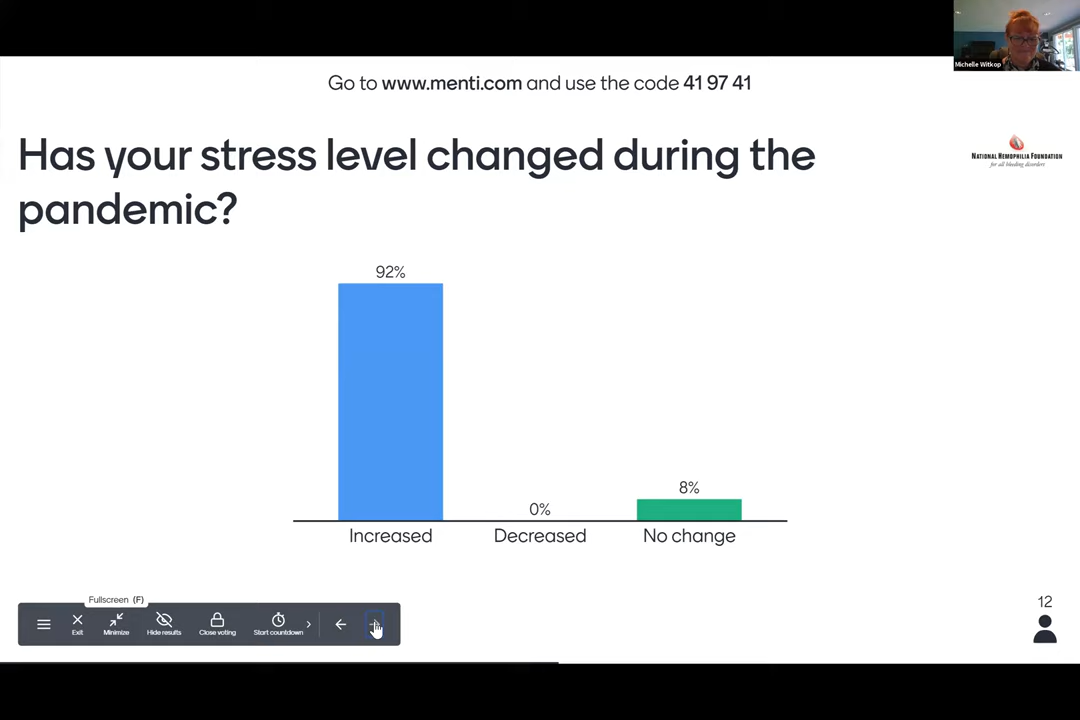 Michelle Witkop
Go to www.menti.com and use the code 41 97 41
Has your stress level changed during the
pandemic?
NATIONAL HEMOPHILIA FOUNDATION
for all bleeding disorders
92%
0%
8%
Increased
Decreased
No change
Fullscreen (F)
Exit
Minimize
Hide results
Close voting
Start countdown
12